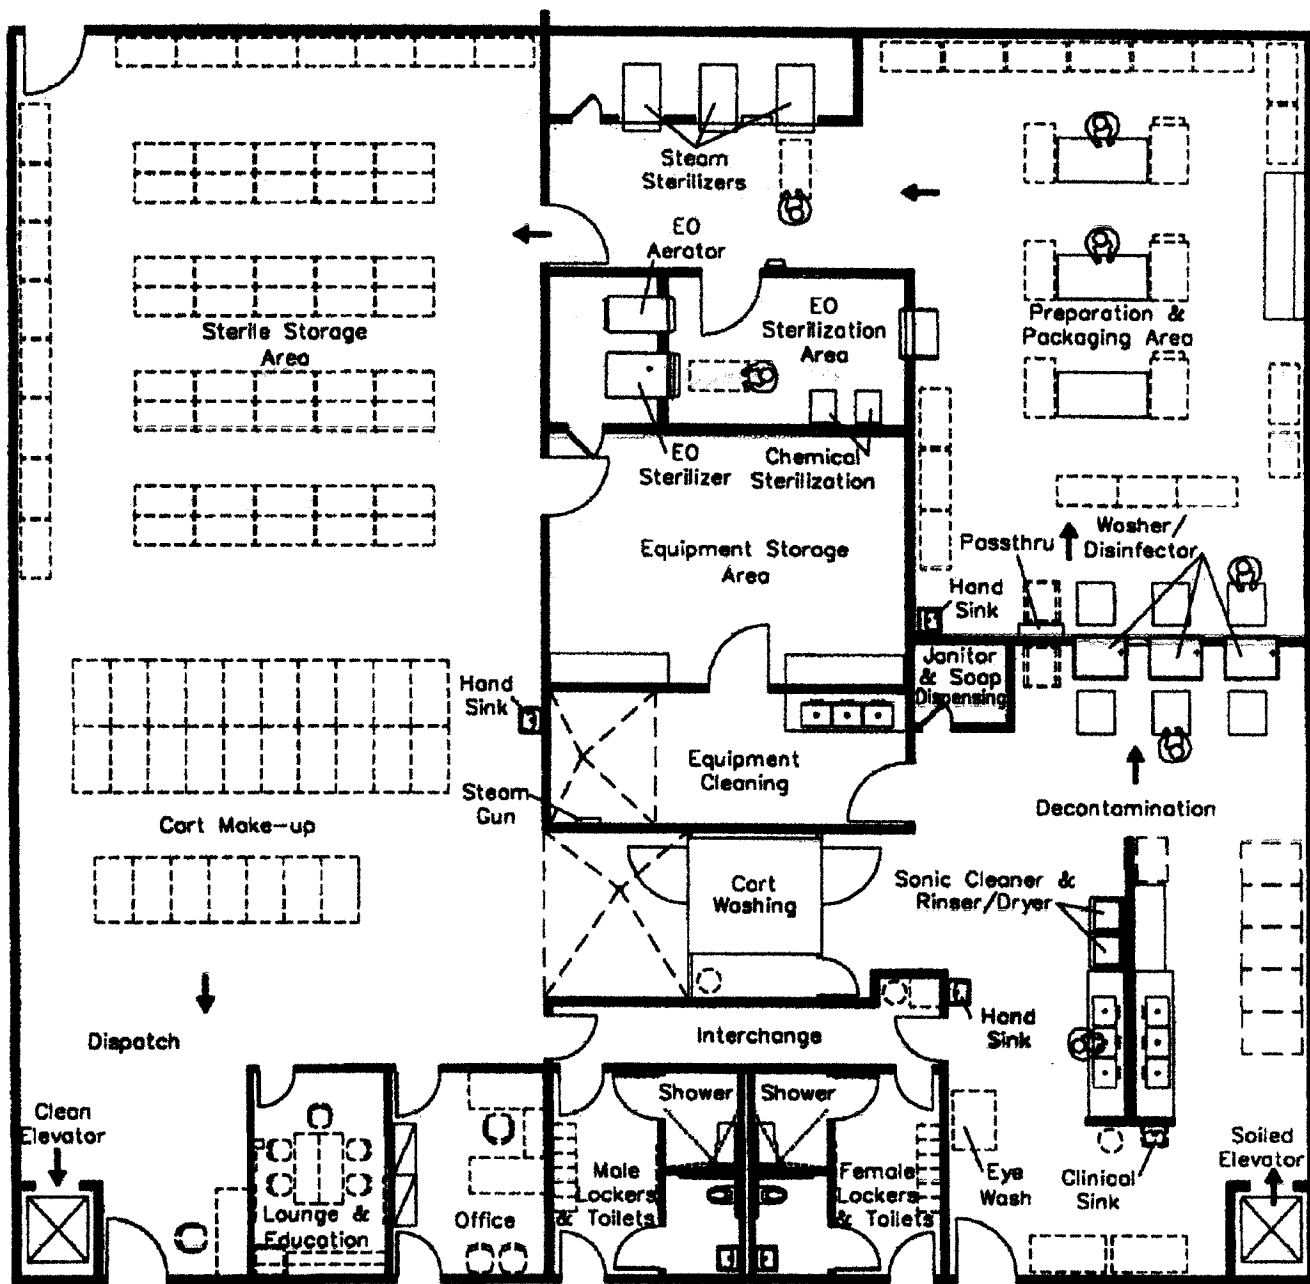 Steam
Sterilizers
EO
Aerator
EO
Sterilization
Area
Preparation &
Packaging Area
Sterile Storage
Area
EO
Sterilizer
Chemical
Sterilization
Equipment Storage
Area
Passthru
Washer/
Disinfector
Hand
Sink
Janitor
& Soap
Dispensing
Hand
Sink
Equipment
Cleaning
Steam
Gun
Decontamination
Cart Make-up
Cart
Washing
Sonic Cleaner &
Rinser/Dryer
Dispatch
Interchange
Hand
Sink
Clean
Elevator
Shower
Shower
Soiled
Elevator
Lounge &
Education
Office
Male
Lockers
& Toilets
Female
Lockers
& Toilets
Eye
Wash
Clinical
Sink